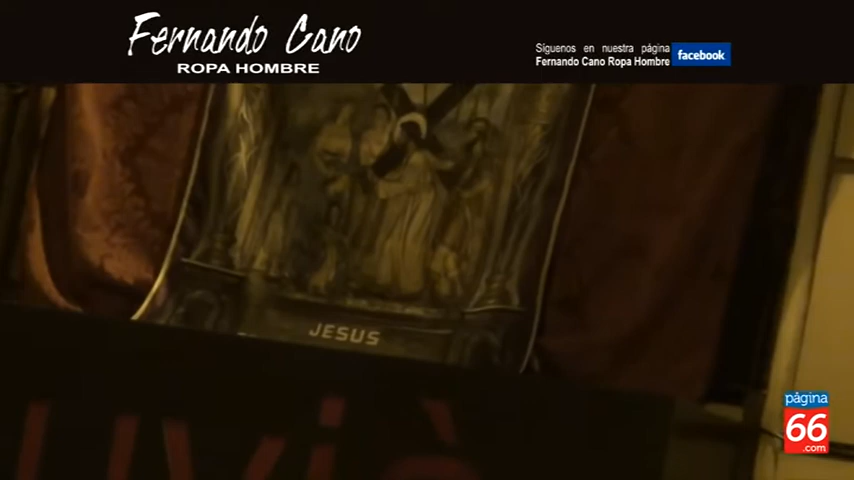 Fernando Cano
ROPA HOMBRE
Síguenos en nuestra página
Fernando Cano Ropa Hombre
facebook
JESUS
página
66
.com